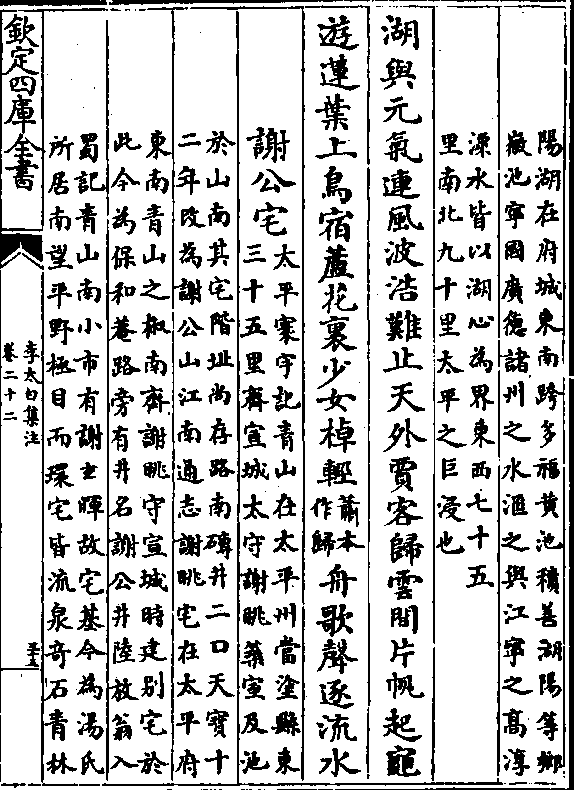 陽湖在府城東南跨多福黄池積善湖陽等鄉
徽池寧國廣德諸州之水滙之與江寧之高淳
溧水皆以湖心為界東西七十五
里南北九十里太平之巨浸也
湖與元氣連風波浩難止天外賈客歸雲間片帆起龜
遊蓮葉上鳥宿蘆花裏少女棹輕蕭本作歸舟歌聲逐流水
謝公宅太平寰宇記青山在太平州當塗縣東
三十五里齊宣城太守謝眺築室及池
於山南其宅階址尚存路南磚井二口天寶十
二年改為謝公山江南通志謝眺宅在太平府
東南青山之椒南齊謝眺守宣城時建别宅於
此今為保和菴路旁有井名謝公井陸放翁入
蜀記青山南小市有謝玄暉故宅基今為湯氏
所居南望平野極目而環宅皆流泉奇石青林
欽定四庫全書
李太白集注
卷二十二